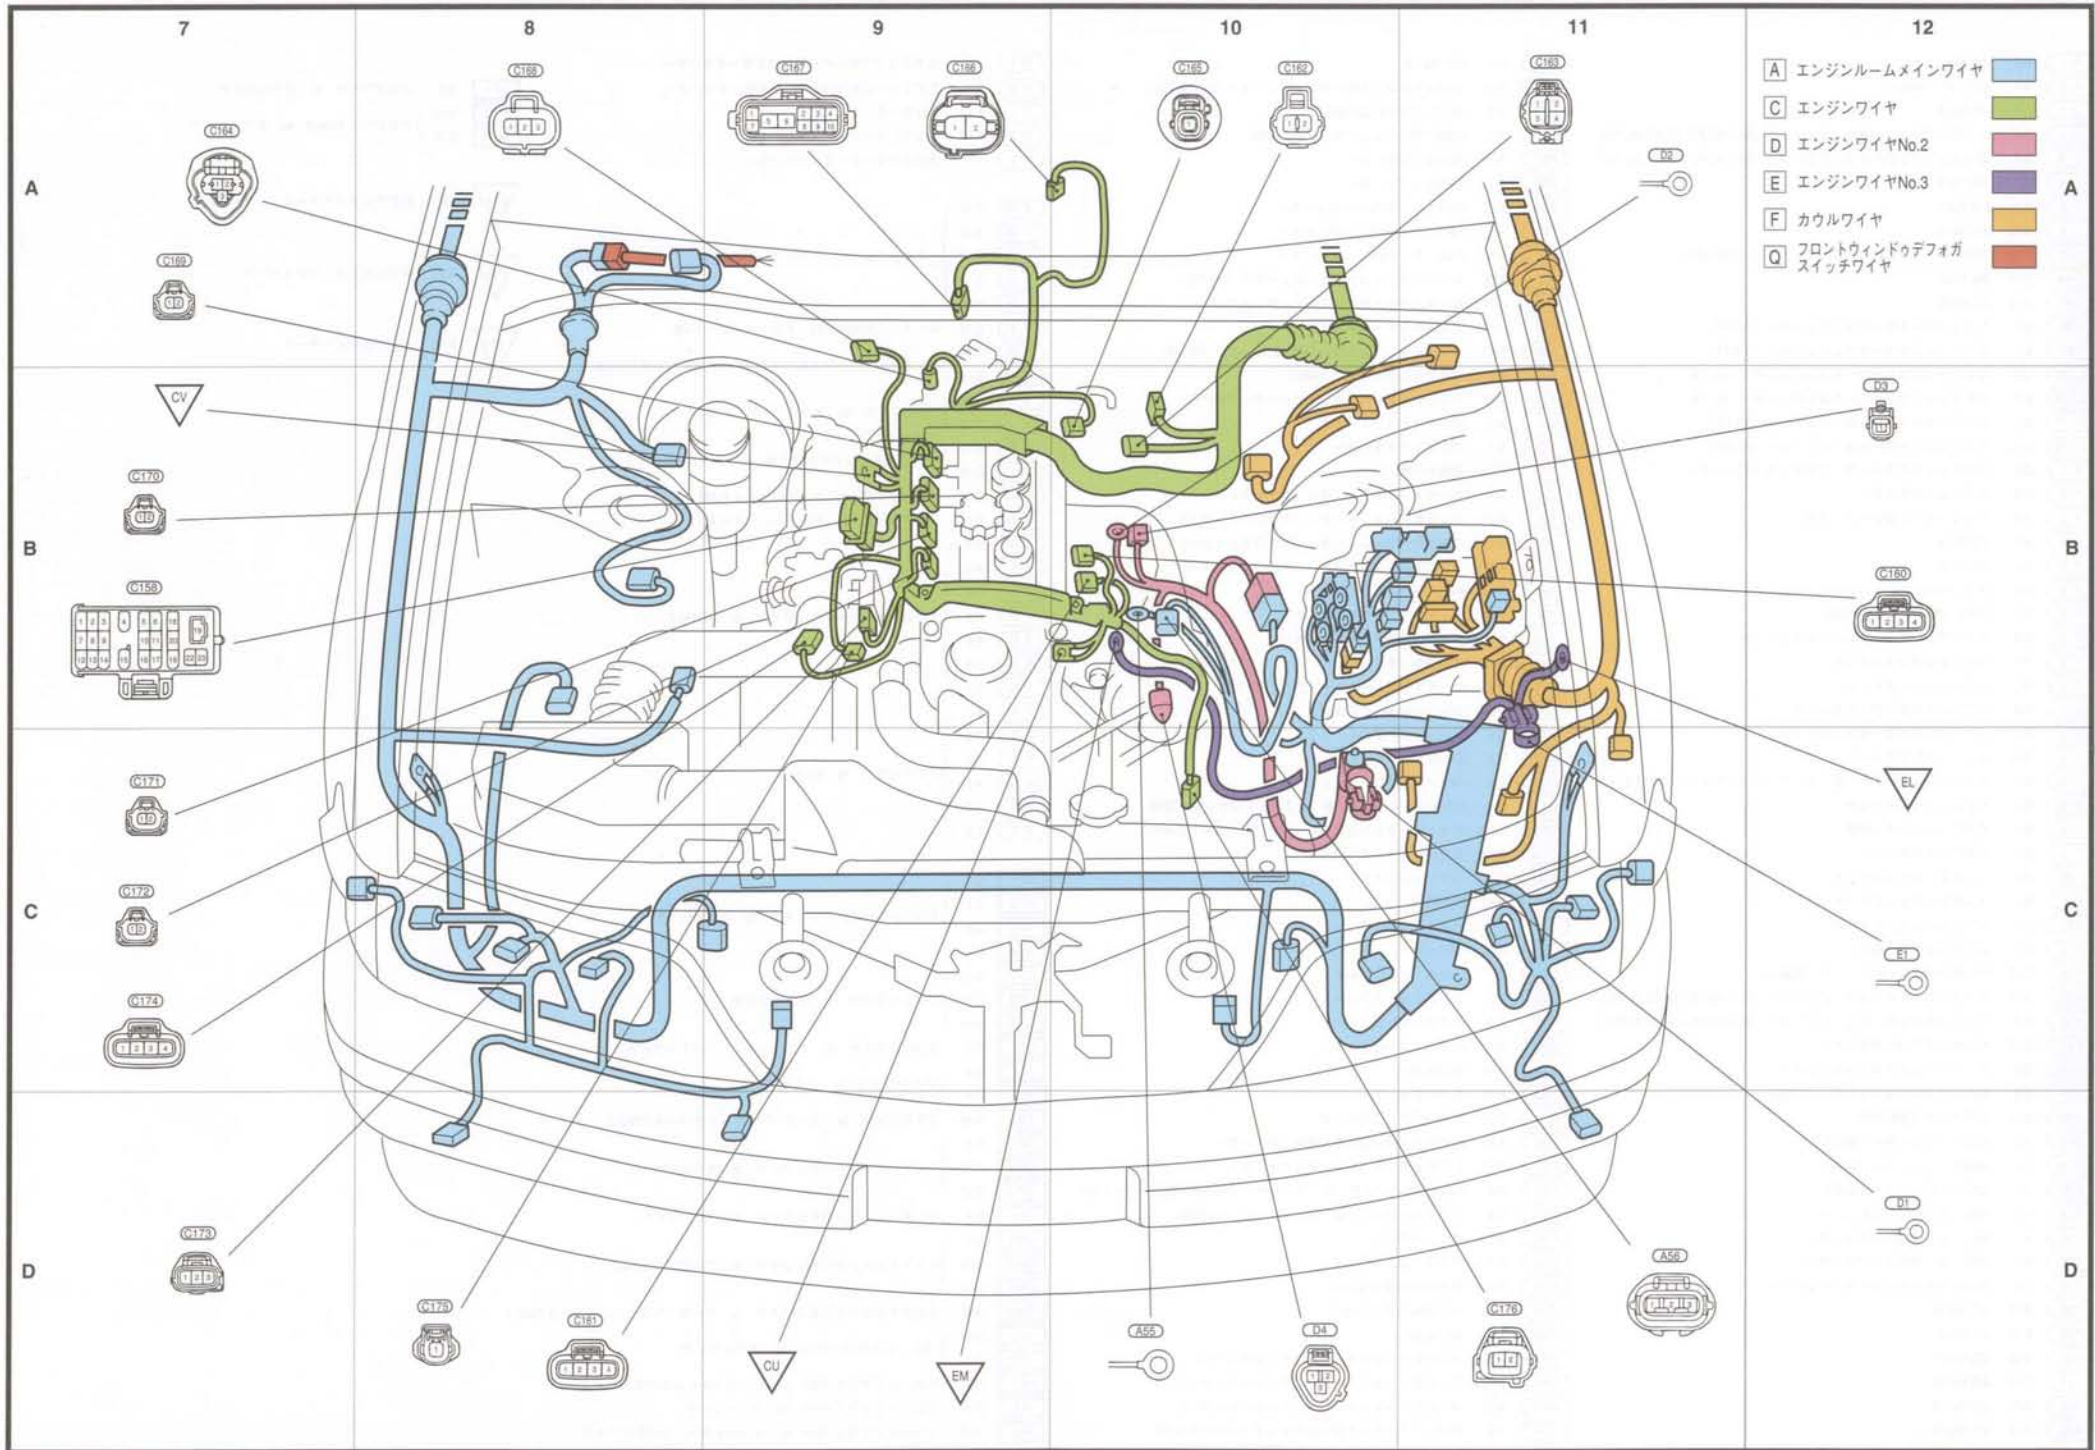 7 8 9 10 11 12
A エンジンルームメインワイヤ
C エンジンワイヤ
D エンジンワイヤNo.2
E エンジンワイヤNo.3
F カウルワイヤ
Q フロントウィンドゥデフォガ
スイッチワイヤ
C168 C167 C166 C165 C162 C163
C164
D2
A A
C169
CV
D3
C170
B B
C158
C160
C171
EL
C172
C C
E1
C174
D1
C173
D D
A56
C175
C161
CU
EM
A55
D4
C176